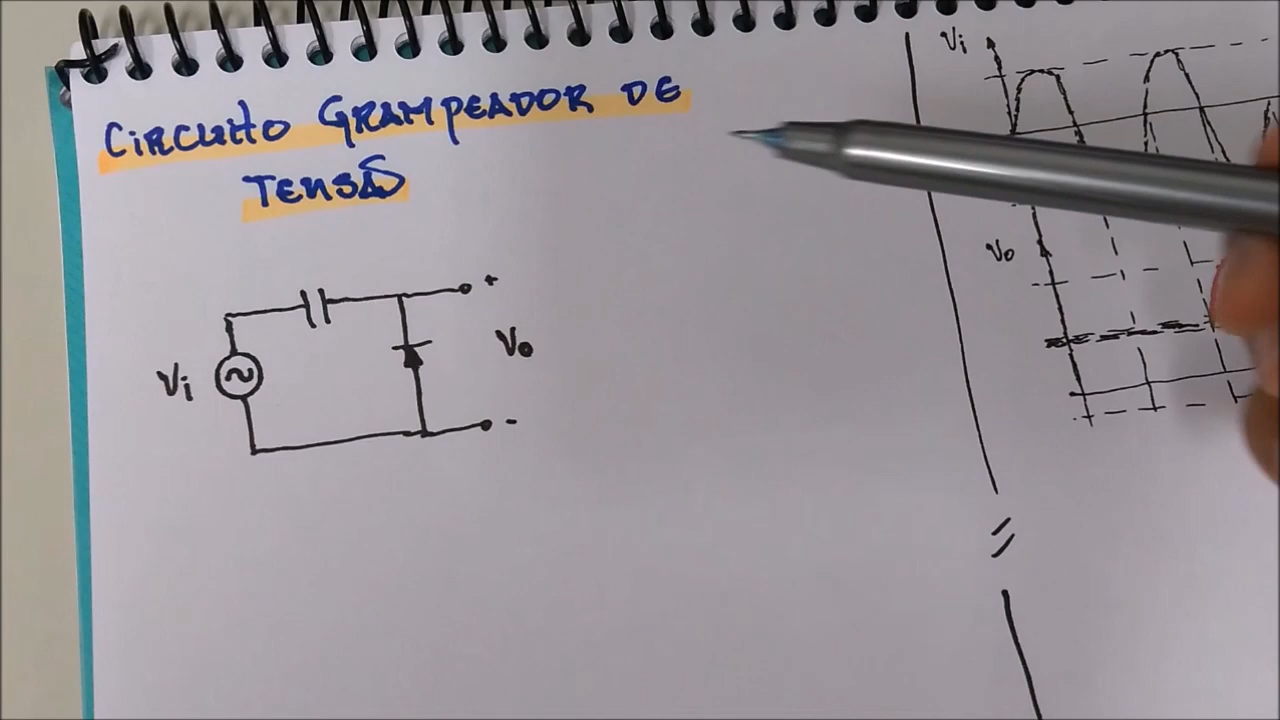 CIRCUITO GRAMPEADOR DE
TENSÃO
Vi
+
Vo
-
Vi
Vo